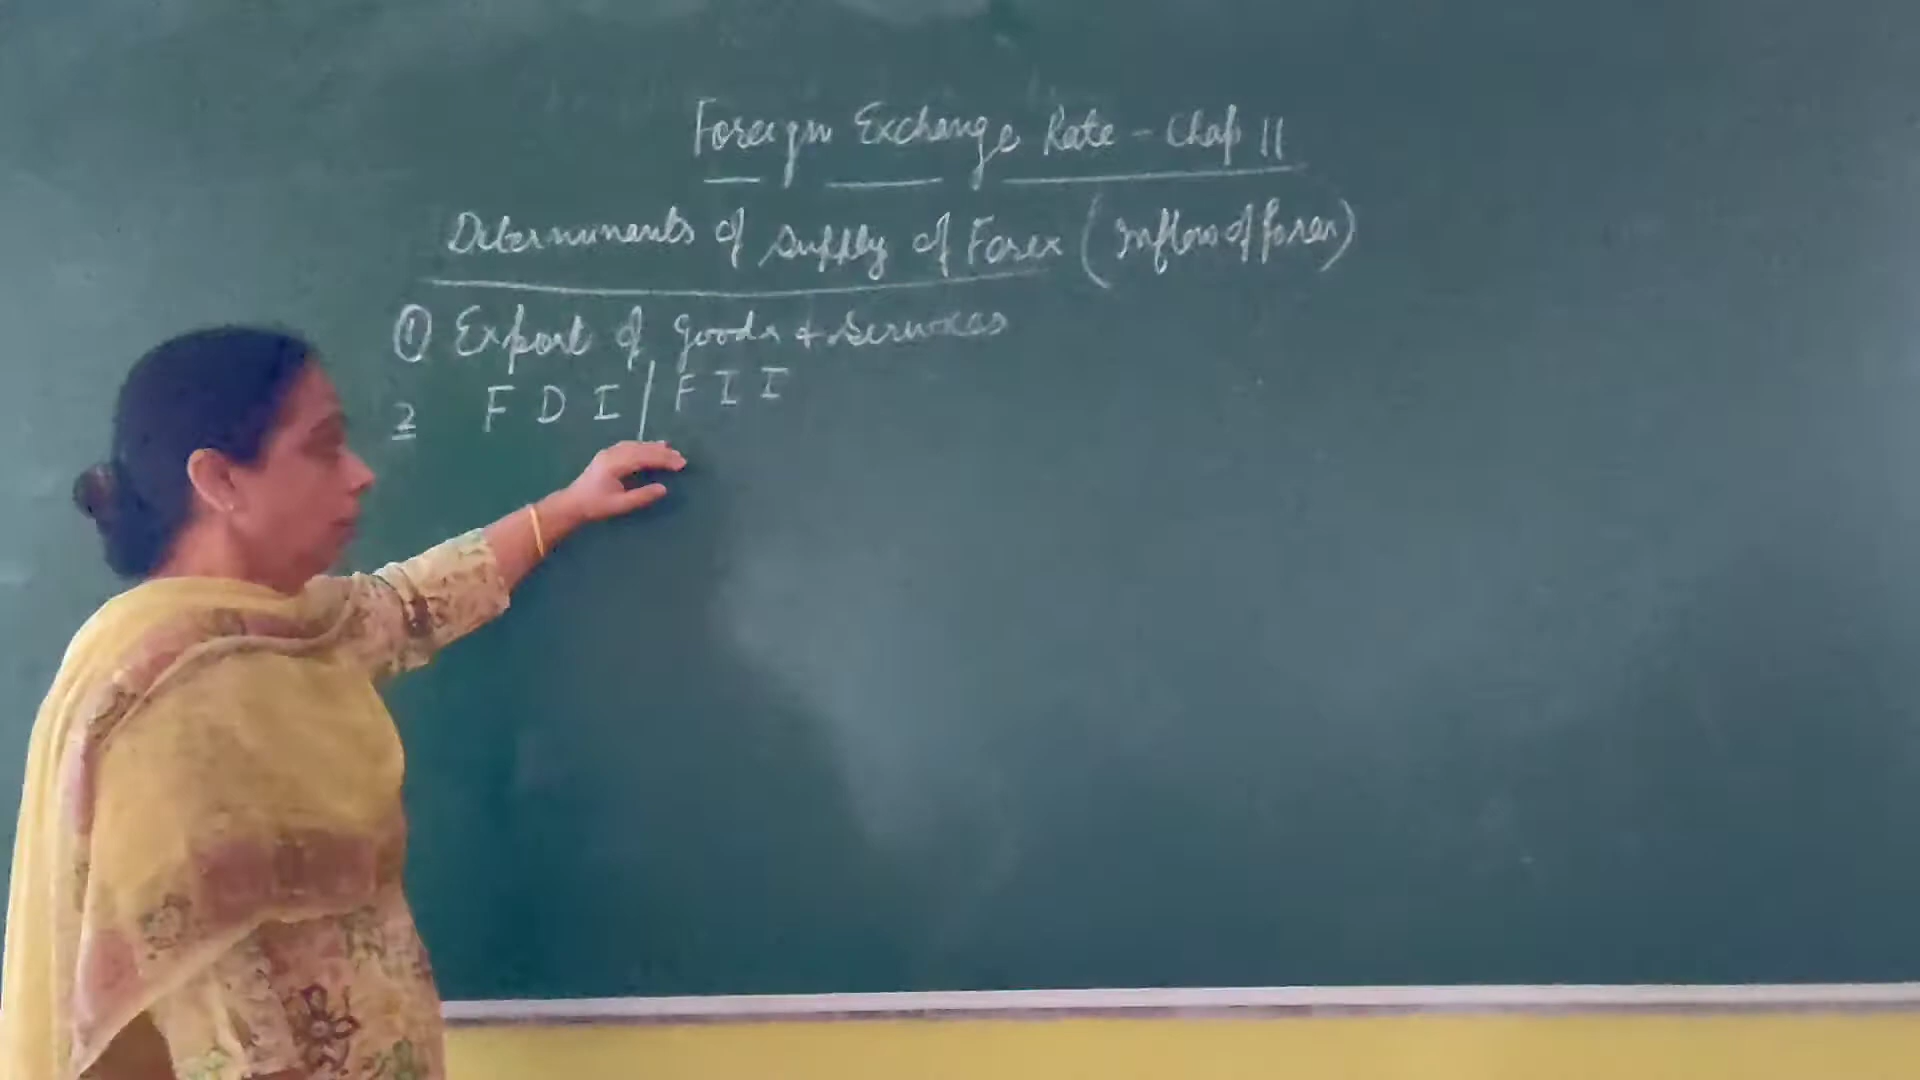 Foreign Exchange Rate - Chap 11
Determinants of supply of Forex (Inflow of forex)
① Export of goods + Services
2 F D I / F I I